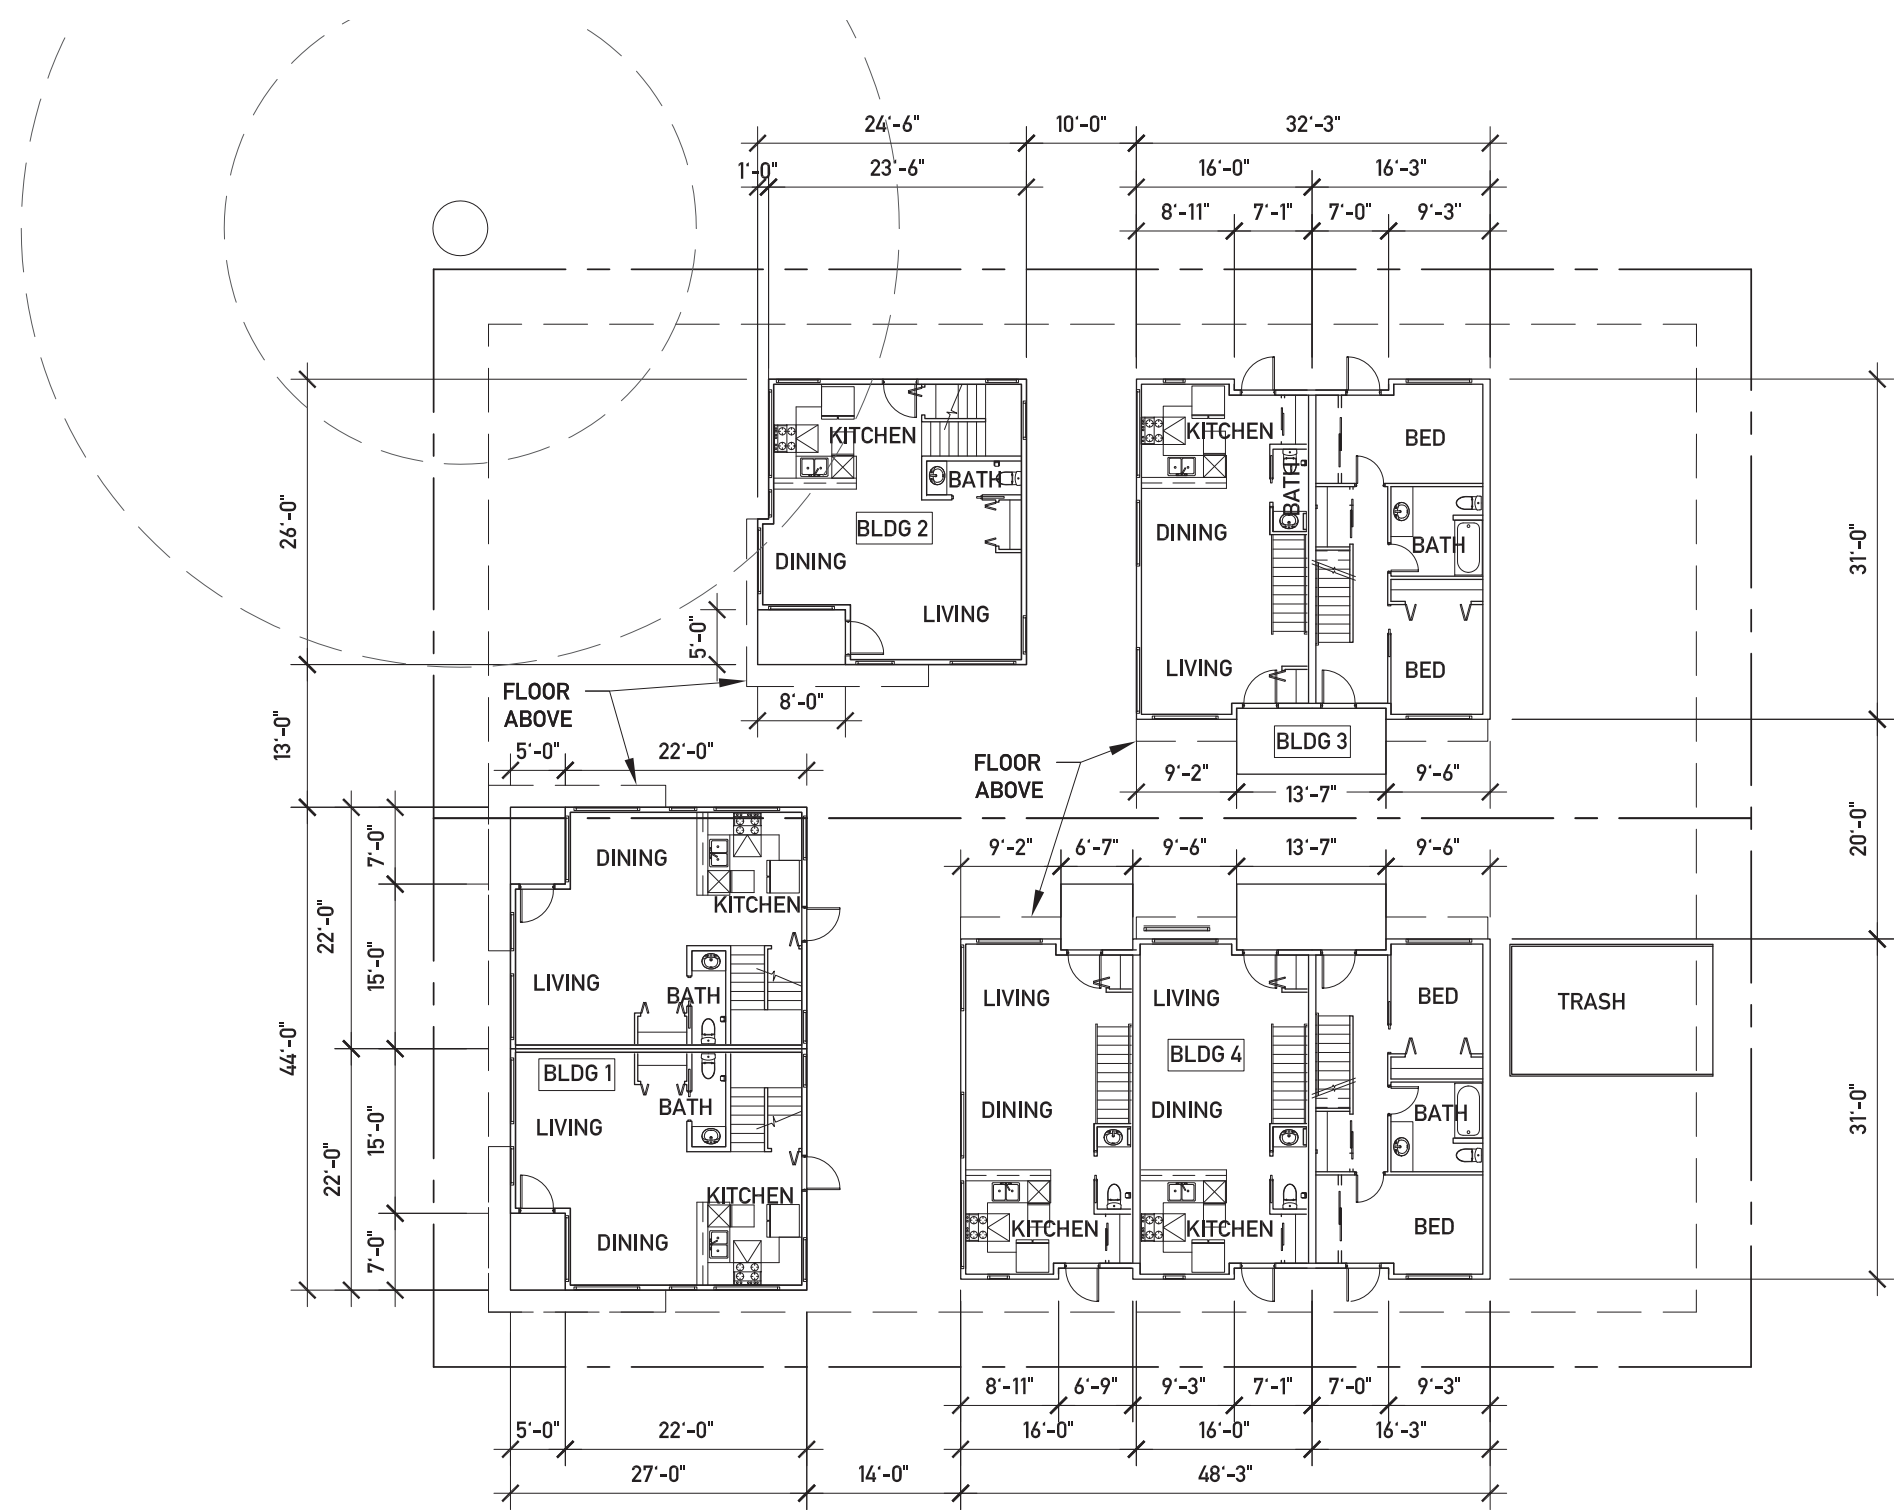 24'-6"
10'-0"
32'-3"
1'-0"
23'-6"
16'-0"
16'-3"
8'-11"
7'-1"
7'-0"
9'-3"
KITCHEN
BATH
BLDG 2
DINING
LIVING
26'-0"
5'-0"
8'-0"
KITCHEN
BATH
DINING
LIVING
BED
BATH
BED
BLDG 3
31'-0"
FLOOR
ABOVE
13'-0"
5'-0"
22'-0"
FLOOR
ABOVE
9'-2"
13'-7"
9'-6"
20'-0"
9'-2"
6'-7"
9'-6"
13'-7"
9'-6"
7'-0"
22'-0"
15'-0"
44'-0"
15'-0"
22'-0"
7'-0"
DINING
KITCHEN
LIVING
BATH
BLDG 1
BATH
LIVING
KITCHEN
DINING
LIVING
LIVING
BED
TRASH
BLDG 4
DINING
DINING
BATH
KITCHEN
KITCHEN
BED
31'-0"
8'-11"
6'-9"
9'-3"
7'-1"
7'-0"
9'-3"
5'-0"
22'-0"
16'-0"
16'-0"
16'-3"
27'-0"
14'-0"
48'-3"